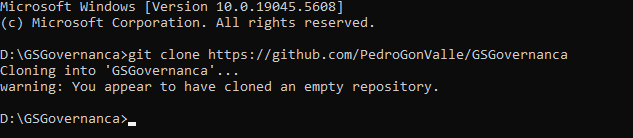 Microsoft Windows [Version 10.0.19045.5608]
(c) Microsoft Corporation. All rights reserved.
D:\GSGovernanca>git clone https://github.com/PedroGonValle/GSGovernanca
Cloning into 'GSGovernanca'...
warning: You appear to have cloned an empty repository.
D:\GSGovernanca>